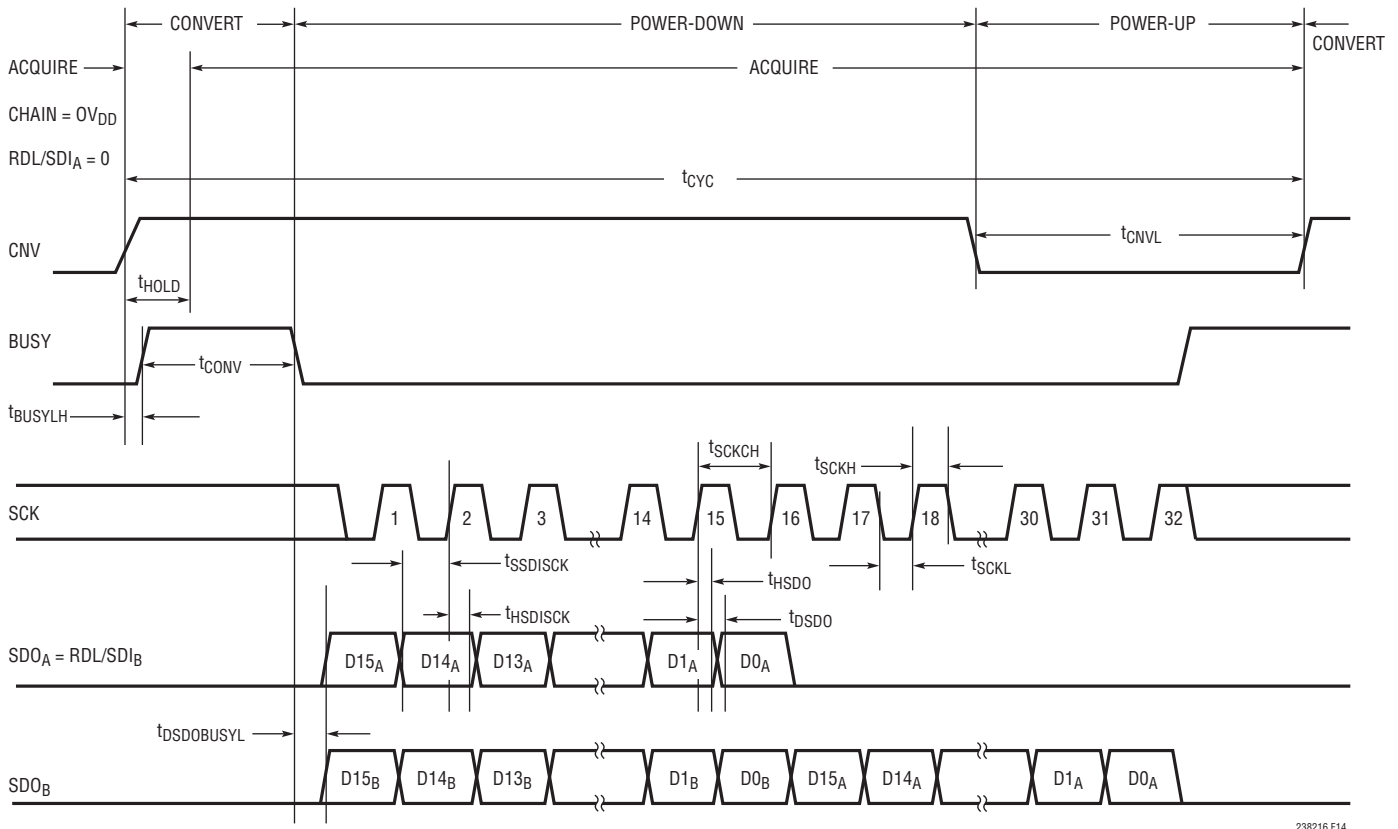 CONVERT POWER-DOWN POWER-UP
CONVERT
ACQUIRE ACQUIRE
CHAIN = OVDD
RDL/SDIA = 0
tCYC
CNV tCNVL
tHOLD
BUSY
tCONV
tBUSYLH
tSCKCH
tSCKH
SCK 1 2 3 14 15 16 17 18 30 31 32
tSSDISCK tSCKL
tHSDO
tHSDISCK tDSDO
SDOA = RDL/SDIB D15A D14A D13A D1A D0A
tDSDOBUSYL
SDOB D15B D14B D13B D1B D0B D15A D14A D1A D0A
238216 F14